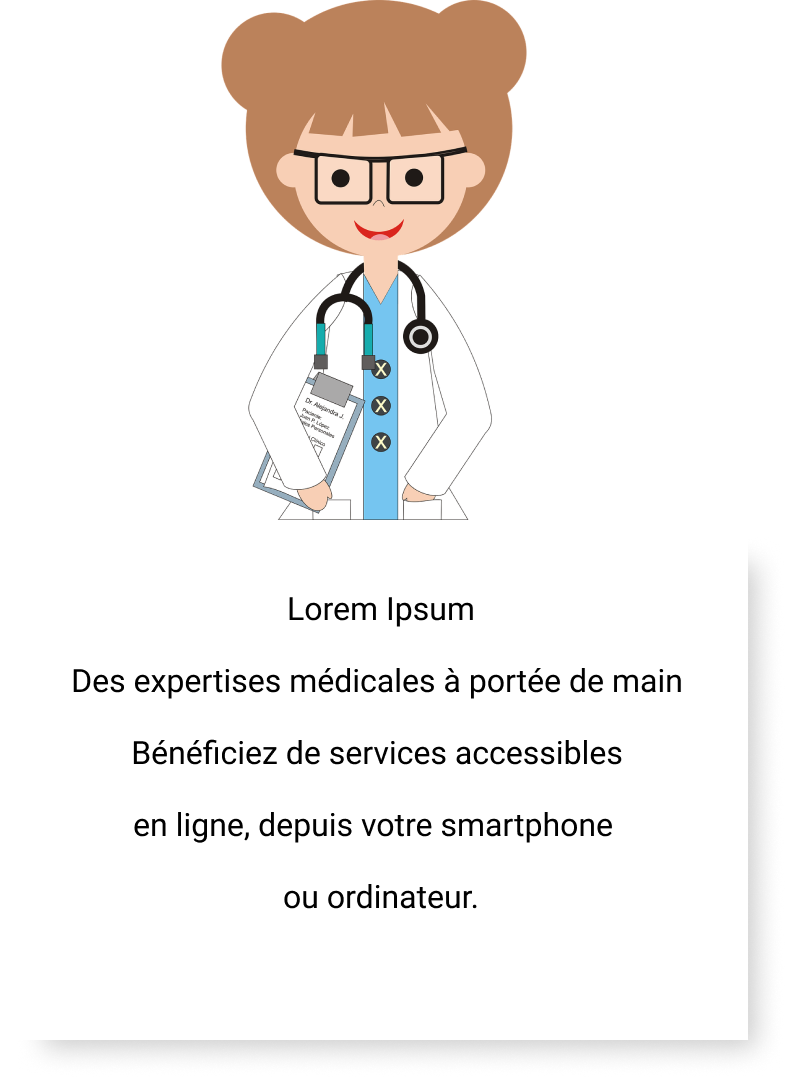 Dr. Alejandra J.
Paciente:
Juan P. López
Personales
Clínico
X
X
X
Lorem Ipsum
Des expertises médicales à portée de main
Bénéficiez de services accessibles
en ligne, depuis votre smartphone
ou ordinateur.